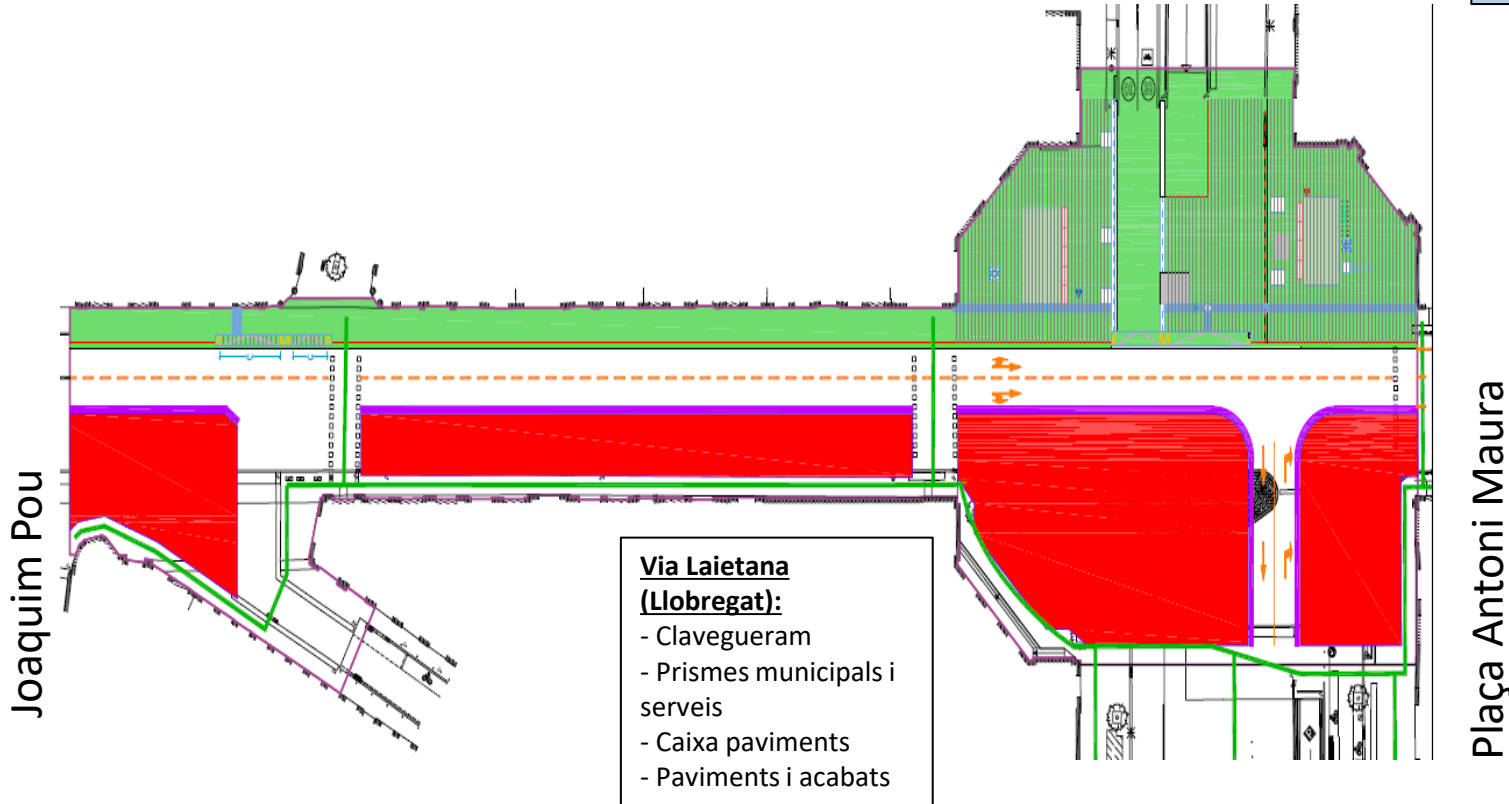 Joaquim Pou
Via Laietana
(Llobregat):
- Clavegueram
- Prismes municipals i
serveis
- Caixa paviments
- Paviments i acabats
Plaça Antoni Maura